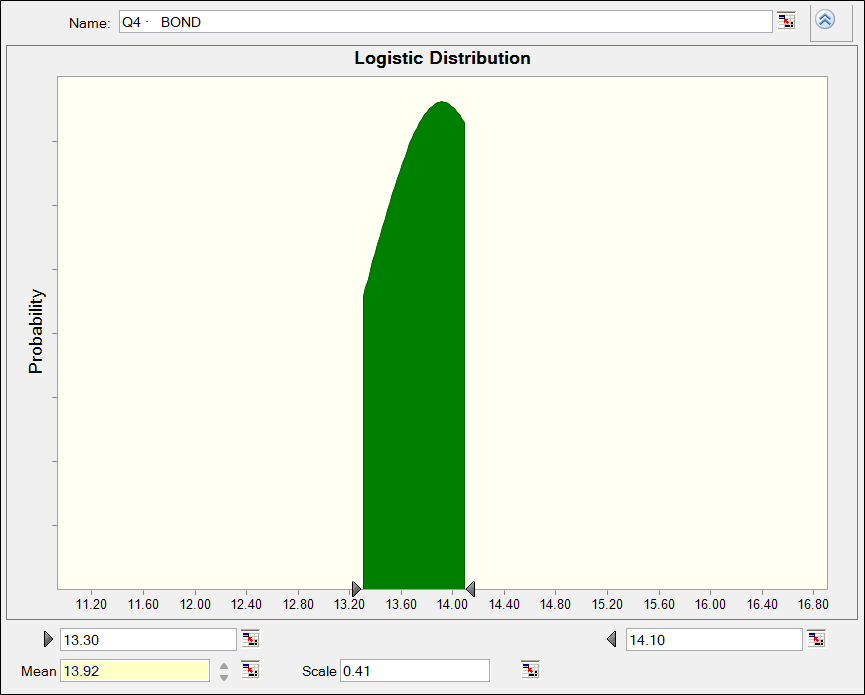 Name: Q4 · BOND
Logistic Distribution
Probability
11.20 11.60 12.00 12.40 12.80 13.20 13.60 14.00 14.40 14.80 15.20 15.60 16.00 16.40 16.80
13.30 14.10
Mean 13.92 Scale 0.41